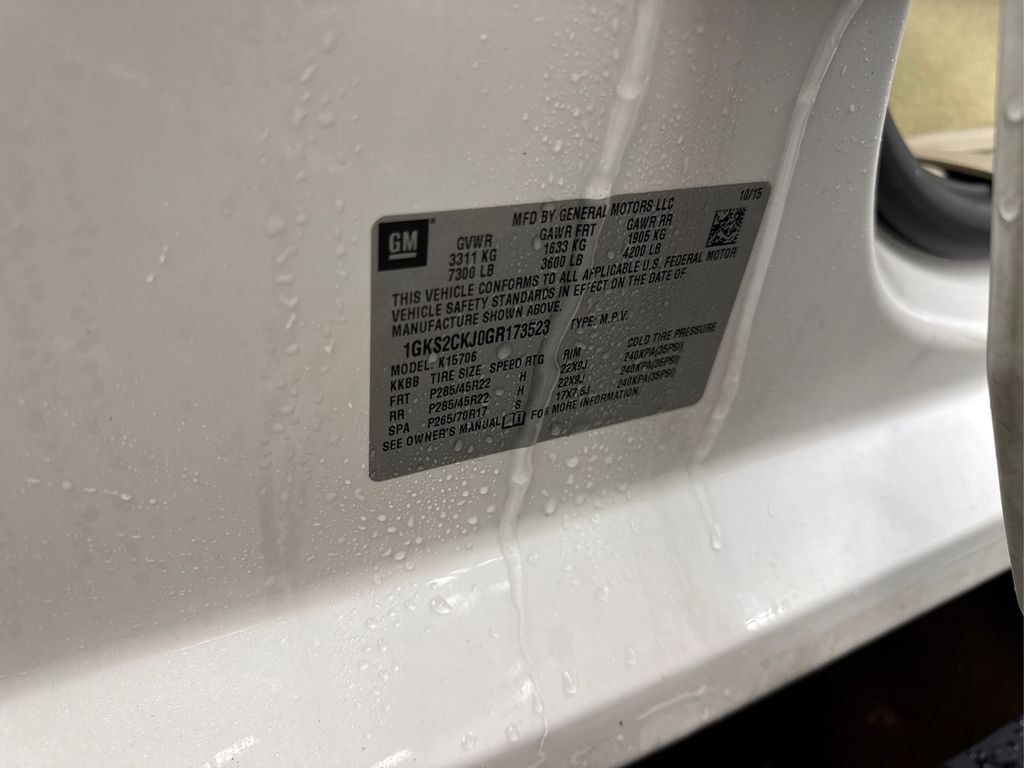 GM
MFD BY GENERAL MOTORS LLC 10/15
GVWR GAWR FRT GAWR RR
3311 KG 1633 KG 1905 KG
7300 LB 3600 LB 4200 LB
THIS VEHICLE CONFORMS TO ALL APPLICABLE U.S. FEDERAL MOTOR
VEHICLE SAFETY STANDARDS IN EFFECT ON THE DATE OF
MANUFACTURE SHOWN ABOVE.
1GKS2CKJ0GR173523 TYPE: M.P.V.
MODEL: K15706
KKBB TIRE SIZE SPEED RTG RIM COLD TIRE PRESSURE
FRT P285/45R22 H 22X9J 240KPA(35PSI)
RR P285/45R22 H 22X9J 240KPA(35PSI)
SPA P265/70R17 S 17X7.5J 240KPA(35PSI)
SEE OWNER'S MANUAL FOR MORE INFORMATION.